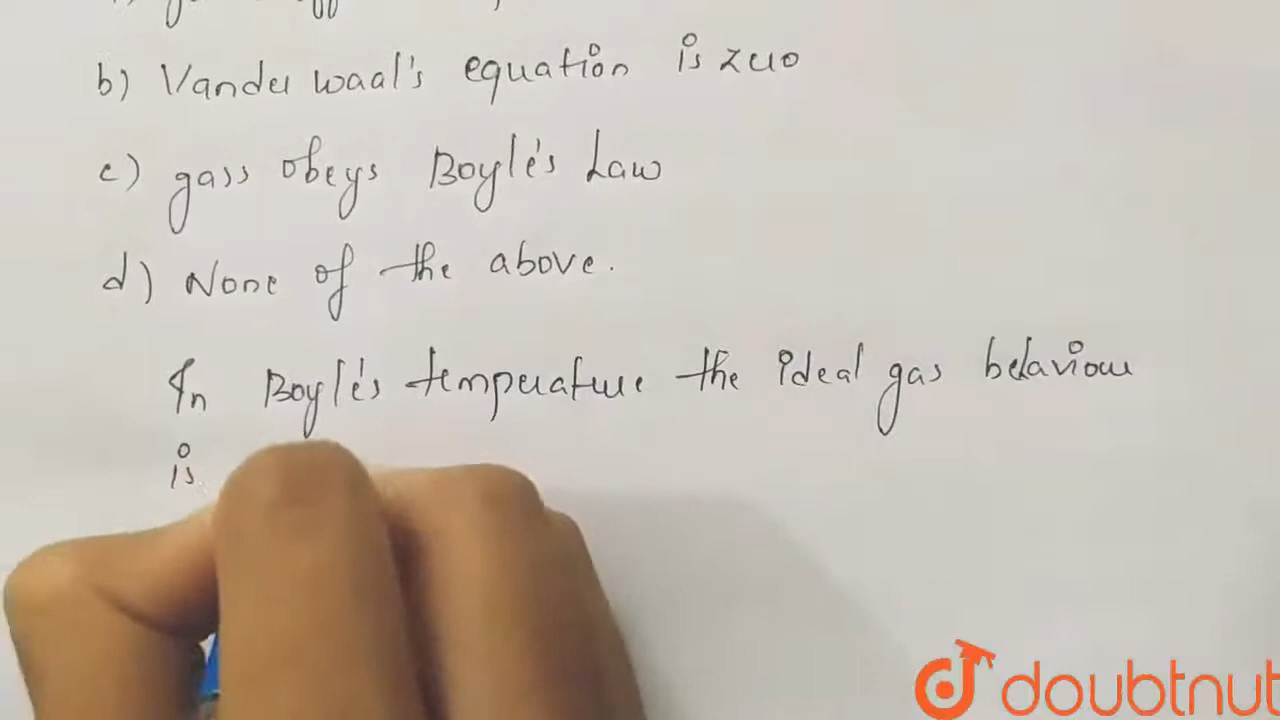 b) Vander waal's equation is zero
c) gass obeys Boyle's Law
d) None of the above.
In Boyle's temperature the ideal gas behaviour
is
doubtnut